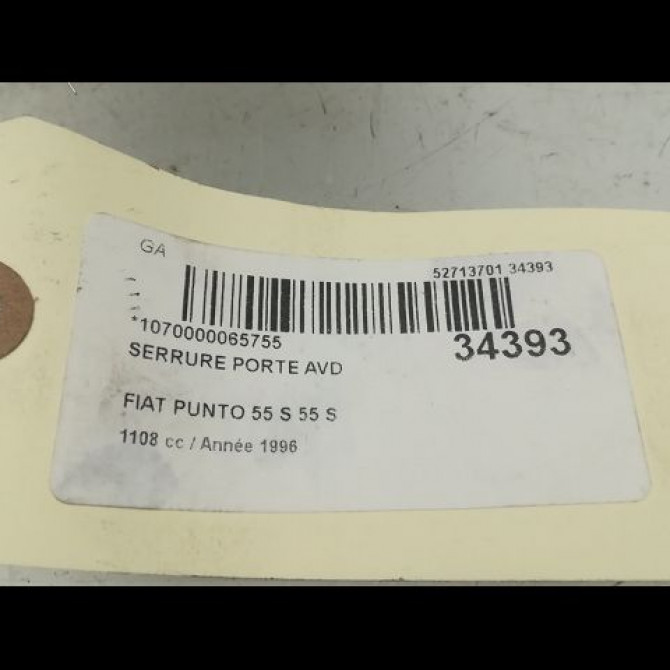 GA
52713701 34393
*1070000065755
34393
SERRURE PORTE AVD
FIAT PUNTO 55 S 55 S
1108 cc / Année 1996